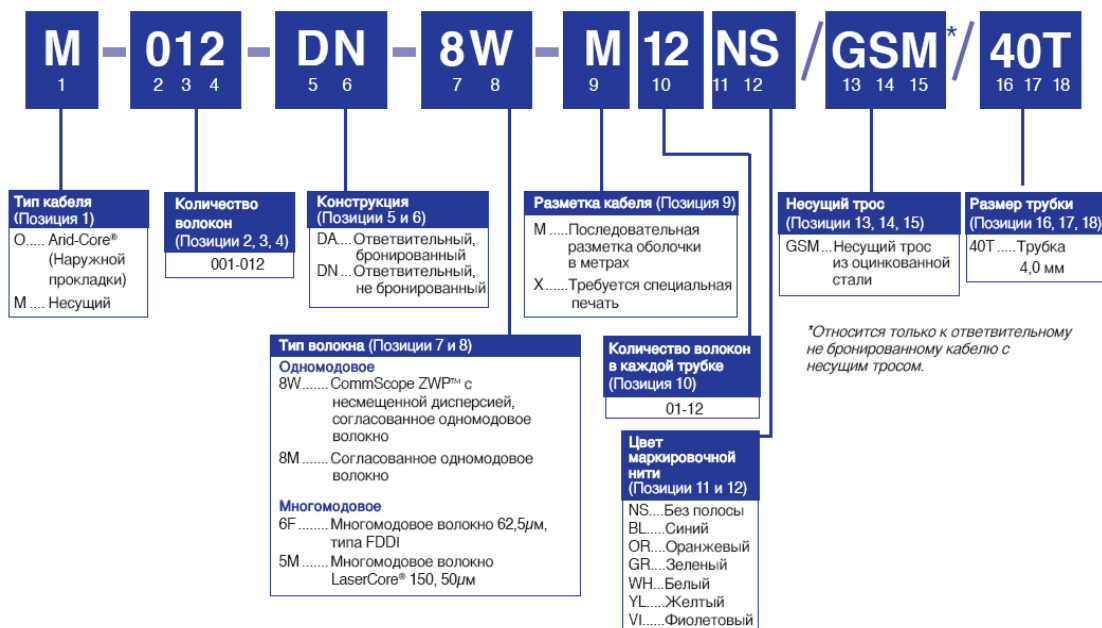 M - 012 - DN - 8W - M 12 NS / GSM* / 40T
1 2 3 4 5 6 7 8 9 10 11 12 13 14 15 16 17 18
Тип кабеля
(Позиция 1)
O..... Arid-Core®
(Наружной
прокладки)
M .... Несущий
Количество
волокон
(Позиции 2, 3, 4)
001-012
Конструкция
(Позиции 5 и 6)
DA.... Ответвительный,
бронированный
DN ... Ответвительный,
не бронированный
Разметка кабеля (Позиция 9)
M .....Последовательная
разметка оболочки
в метрах
X......Требуется специальная
печать
Несущий трос
(Позиции 13, 14, 15)
GSM...Несущий трос
из оцинкованной
стали
Размер трубки
(Позиции 16, 17, 18)
40T .....Трубка
4,0 мм
*Относится только к ответвительному
не бронированному кабелю с
несущим тросом.
Тип волокна (Позиции 7 и 8)
Одномодовое
8W....... CommScope ZWP™ с
несмещенной дисперсией,
согласованное одномодовое
волокно
8M ....... Согласованное одномодовое
волокно
Многомодовое
6F ........ Многомодовое волокно 62,5µм,
типа FDDI
5M ....... Многомодовое волокно
LaserCore® 150, 50µм
Количество волокон
в каждой трубке
(Позиция 10)
01-12
Цвет
маркировочной
нити
(Позиции 11 и 12)
NS....Без полосы
BL....Синий
OR....Оранжевый
GR....Зеленый
WH...Белый
YL.....Желтый
VI......Фиолетовый